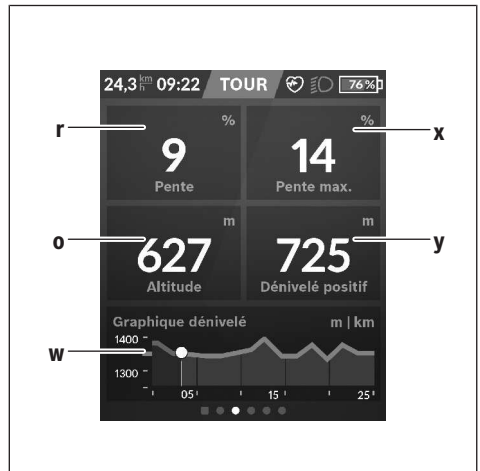 24,3 km/h 09:22 TOUR 76 %
r % % x
9 14
Pente Pente max.
o m m y
627 725
Altitude Dénivelé positif
Graphique dénivelé m | km
1400
w
1300
05 15 25